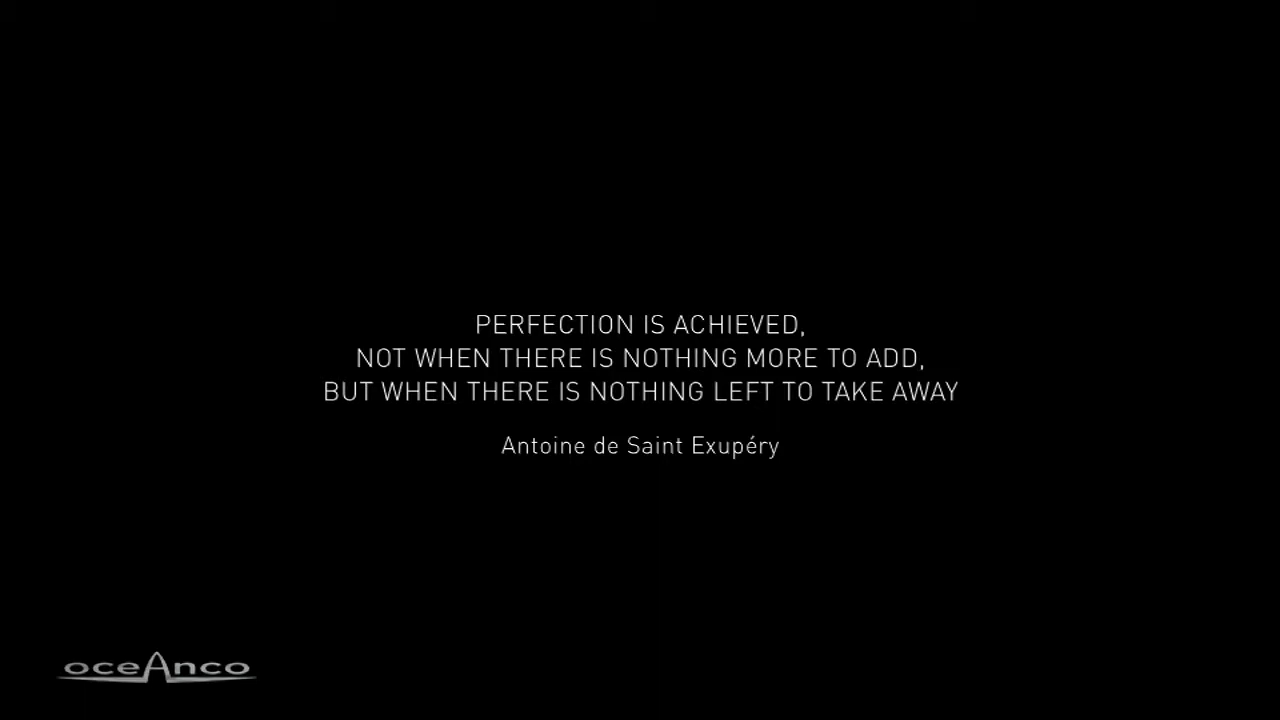 PERFECTION IS ACHIEVED,
NOT WHEN THERE IS NOTHING MORE TO ADD,
BUT WHEN THERE IS NOTHING LEFT TO TAKE AWAY
Antoine de Saint Exupéry
oceAnco